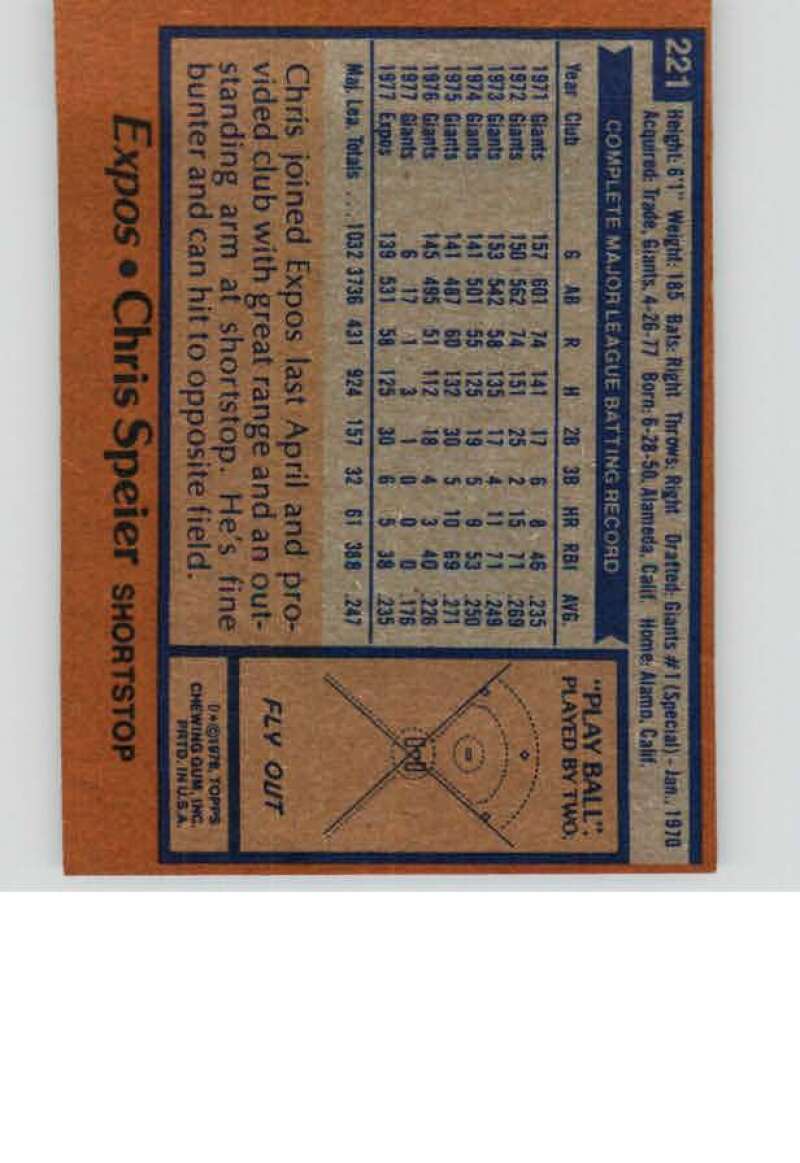 221
Height: 6'1" Weight: 185 Bats: Right Throws: Right Drafted: Giants #1 (Special) - Jan., 1970
Acquired: Trade, Giants, 4-26-77 Born: 6-28-50, Alameda, Calif. Home: Alamo, Calif.
COMPLETE MAJOR LEAGUE BATTING RECORD
Year Club G AB R H 2B 3B HR RBI AVG.
1971 Giants 157 601 74 141 17 6 8 46 .235
1972 Giants 150 562 74 151 25 2 15 71 .269
1973 Giants 153 542 58 135 17 4 11 71 .249
1974 Giants 141 501 55 125 19 5 9 53 .250
1975 Giants 141 487 60 132 30 5 10 69 .271
1976 Giants 145 495 51 112 18 4 3 40 .226
1977 Giants 6 17 1 3 1 0 0 0 .176
1977 Expos 139 531 58 125 30 6 5 38 .235
Maj. Lea. Totals ... 1032 3736 431 924 157 32 61 388 .247
Chris joined Expos last April and pro-
vided club with great range and an out-
standing arm at shortstop. He's fine
bunter and can hit to opposite field.
"PLAY BALL":
PLAYED BY TWO.
FLY OUT
©1978, TOPPS
CHEWING GUM, INC.
PRTD. IN U.S.A.
Expos • Chris Speier SHORTSTOP